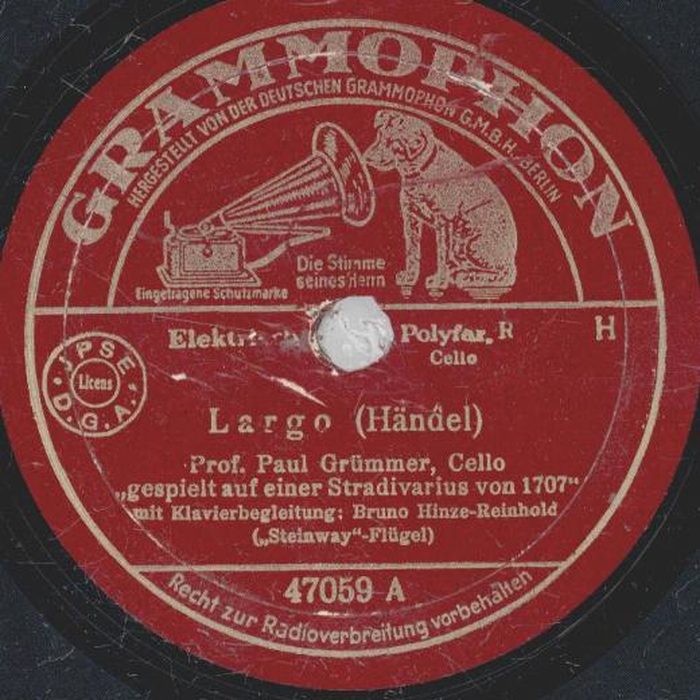 GRAMMOPHON
HERGESTELLT VON DER DEUTSCHEN GRAMMOPHON G.M.B.H. BERLIN
Die Stimme
seines Herrn
Eingetragene Schutzmarke
Polyfar, R
H
Cello
IPSE
Licens
D.G.A.
Largo (Händel)
Prof. Paul Grümmer, Cello
„gespielt auf einer Stradivarius von 1707“
mit Klavierbegleitung: Bruno Hinze-Reinhold
(„Steinway“-Flügel)
47059 A
Recht zur Radioverbreitung vorbehalten